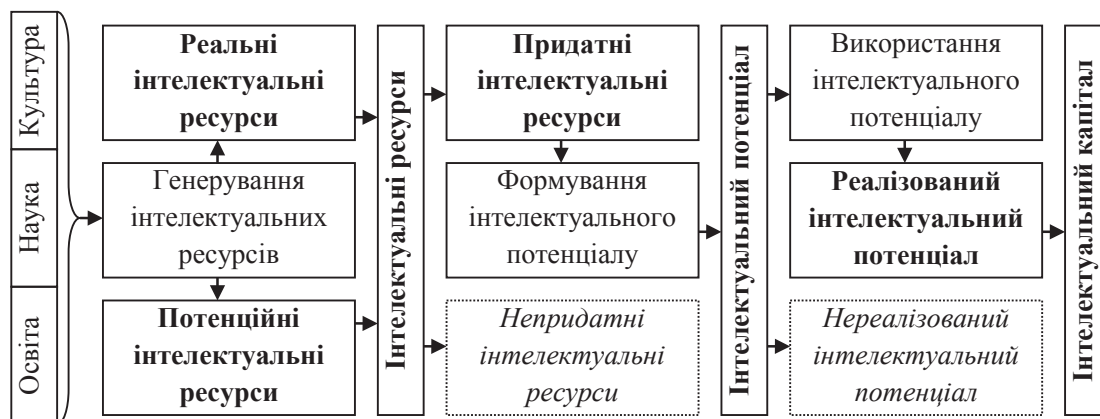 Культура
Наука
Освіта
Реальні
інтелектуальні
ресурси
Генерування
інтелектуальних
ресурсів
Потенційні
інтелектуальні
ресурси
Інтелектуальні ресурси
Придатні
інтелектуальні
ресурси
Формування
інтелектуального
потенціалу
Непридатні
інтелектуальні
ресурси
Інтелектуальний потенціал
Використання
інтелектуального
потенціалу
Реалізований
інтелектуальний
потенціал
Нереалізований
інтелектуальний
потенціал
Інтелектуальний капітал